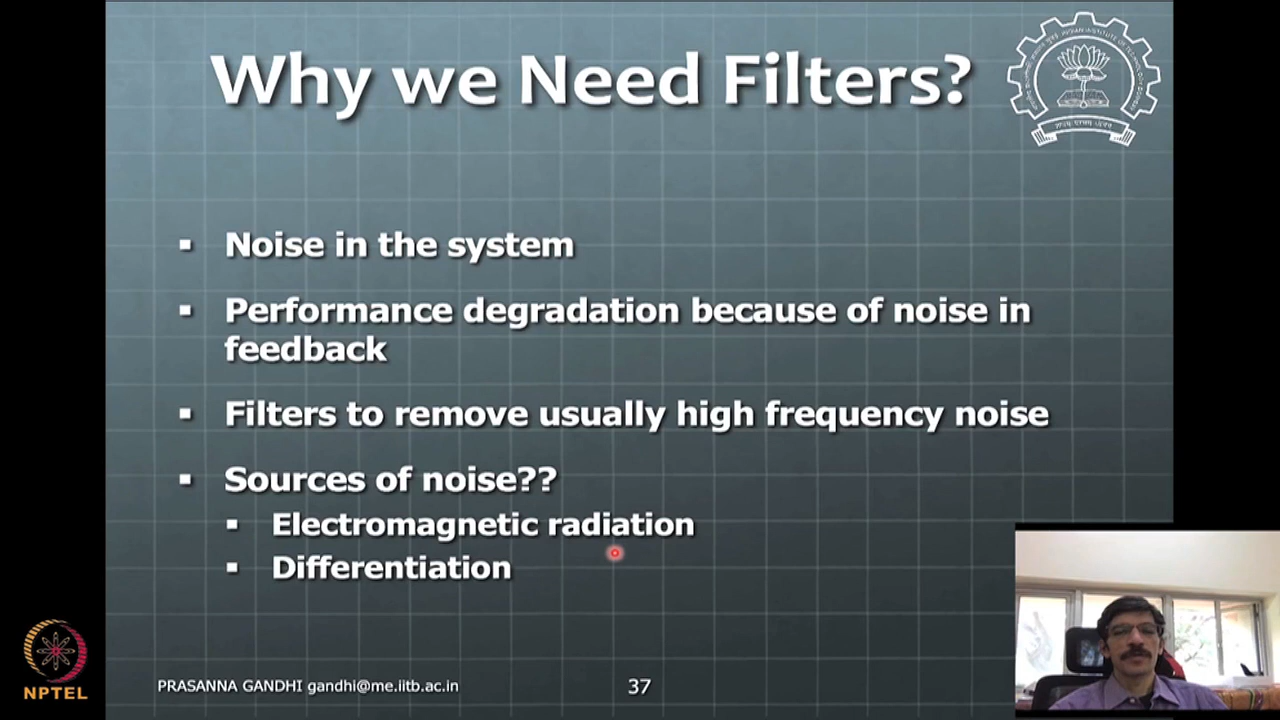 Why we Need Filters?
Noise in the system
Performance degradation because of noise in
feedback
Filters to remove usually high frequency noise
Sources of noise??
Electromagnetic radiation
Differentiation
NPTEL
PRASANNA GANDHI gandhi@me.iitb.ac.in
37